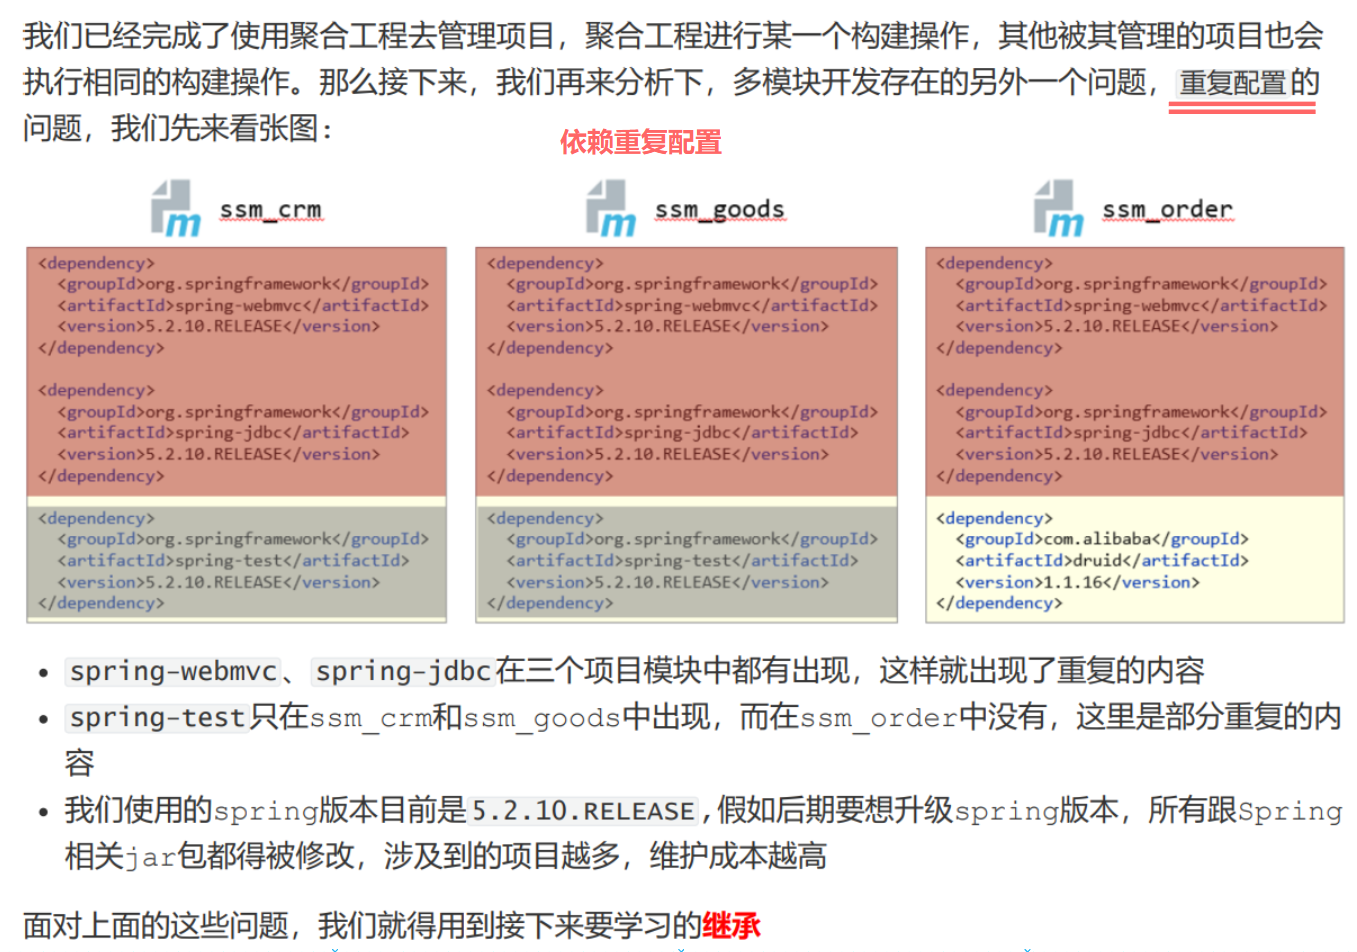 我们已经完成了使用聚合工程去管理项目，聚合工程进行某一个构建操作，其他被其管理的项目也会
执行相同的构建操作。那么接下来，我们再来分析下，多模块开发存在的另外一个问题，重复配置的
问题，我们先来看张图：
依赖重复配置
m ssm_crm
<dependency>
<groupId>org.springframework</groupId>
<artifactId>spring-webmvc</artifactId>
<version>5.2.10.RELEASE</version>
</dependency>
<dependency>
<groupId>org.springframework</groupId>
<artifactId>spring-jdbc</artifactId>
<version>5.2.10.RELEASE</version>
</dependency>
<dependency>
<groupId>org.springframework</groupId>
<artifactId>spring-test</artifactId>
<version>5.2.10.RELEASE</version>
</dependency>
m ssm_goods
<dependency>
<groupId>org.springframework</groupId>
<artifactId>spring-webmvc</artifactId>
<version>5.2.10.RELEASE</version>
</dependency>
<dependency>
<groupId>org.springframework</groupId>
<artifactId>spring-jdbc</artifactId>
<version>5.2.10.RELEASE</version>
</dependency>
<dependency>
<groupId>org.springframework</groupId>
<artifactId>spring-test</artifactId>
<version>5.2.10.RELEASE</version>
</dependency>
m ssm_order
<dependency>
<groupId>org.springframework</groupId>
<artifactId>spring-webmvc</artifactId>
<version>5.2.10.RELEASE</version>
</dependency>
<dependency>
<groupId>org.springframework</groupId>
<artifactId>spring-jdbc</artifactId>
<version>5.2.10.RELEASE</version>
</dependency>
<dependency>
<groupId>com.alibaba</groupId>
<artifactId>druid</artifactId>
<version>1.1.16</version>
</dependency>
• spring-webmvc、spring-jdbc在三个项目模块中都有出现，这样就出现了重复的内容
• spring-test只在ssm_crm和ssm_goods中出现，而在ssm_order中没有，这里是部分重复的内
容
• 我们使用的spring版本目前是5.2.10.RELEASE,假如后期要想升级spring版本，所有跟Spring
相关jar包都得被修改，涉及到的项目越多，维护成本越高
面对上面的这些问题，我们就得用到接下来要学习的继承